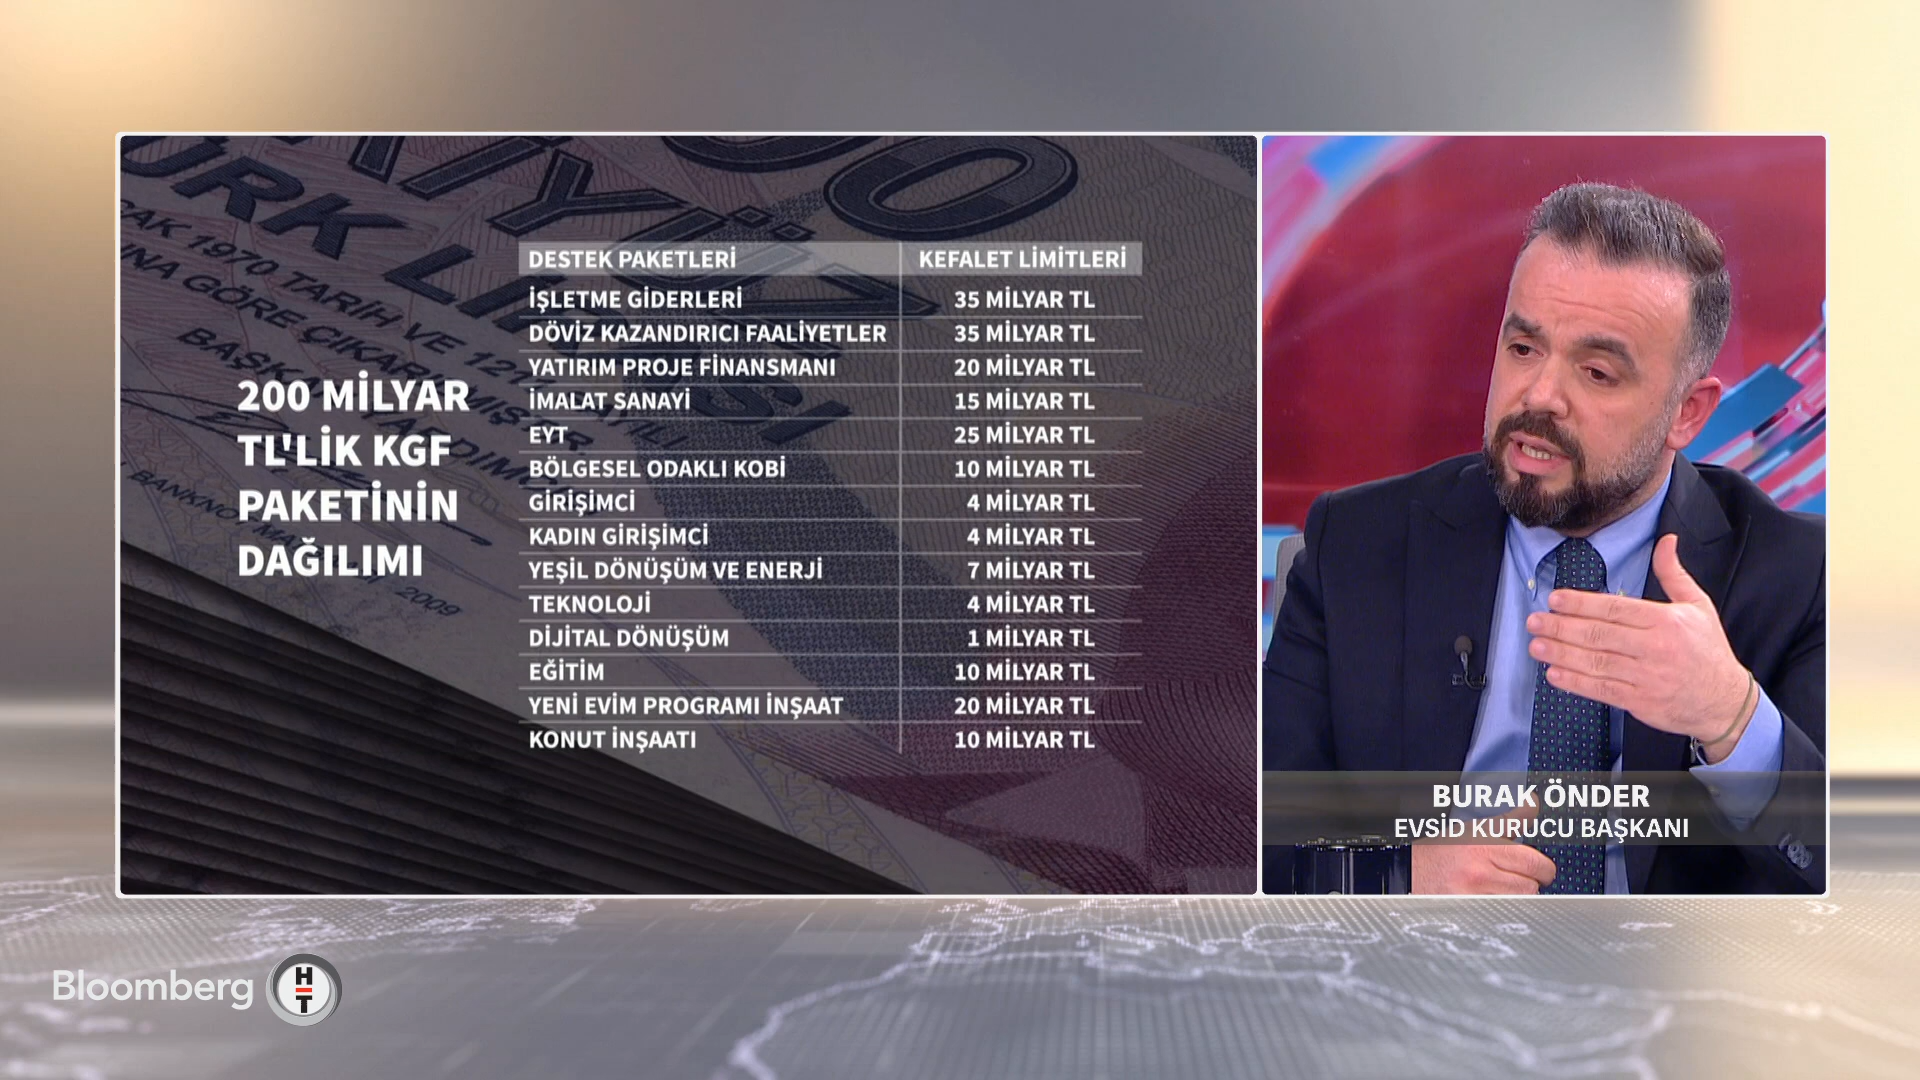 200 MİLYAR
TL'LİK KGF
PAKETİNİN
DAĞILIMI
DESTEK PAKETLERİ KEFALET LİMİTLERİ
İŞLETME GİDERLERİ 35 MİLYAR TL
DÖVİZ KAZANDIRICI FAALİYETLER 35 MİLYAR TL
YATIRIM PROJE FİNANSMANI 20 MİLYAR TL
İMALAT SANAYİ 15 MİLYAR TL
EYT 25 MİLYAR TL
BÖLGESEL ODAKLI KOBİ 10 MİLYAR TL
GİRİŞİMCİ 4 MİLYAR TL
KADIN GİRİŞİMCİ 4 MİLYAR TL
YEŞİL DÖNÜŞÜM VE ENERJİ 7 MİLYAR TL
TEKNOLOJİ 4 MİLYAR TL
DİJİTAL DÖNÜŞÜM 1 MİLYAR TL
EĞİTİM 10 MİLYAR TL
YENİ EVİM PROGRAMI İNŞAAT 20 MİLYAR TL
KONUT İNŞAATI 10 MİLYAR TL
BURAK ÖNDER
EVSİD KURUCU BAŞKANI
Bloomberg HT